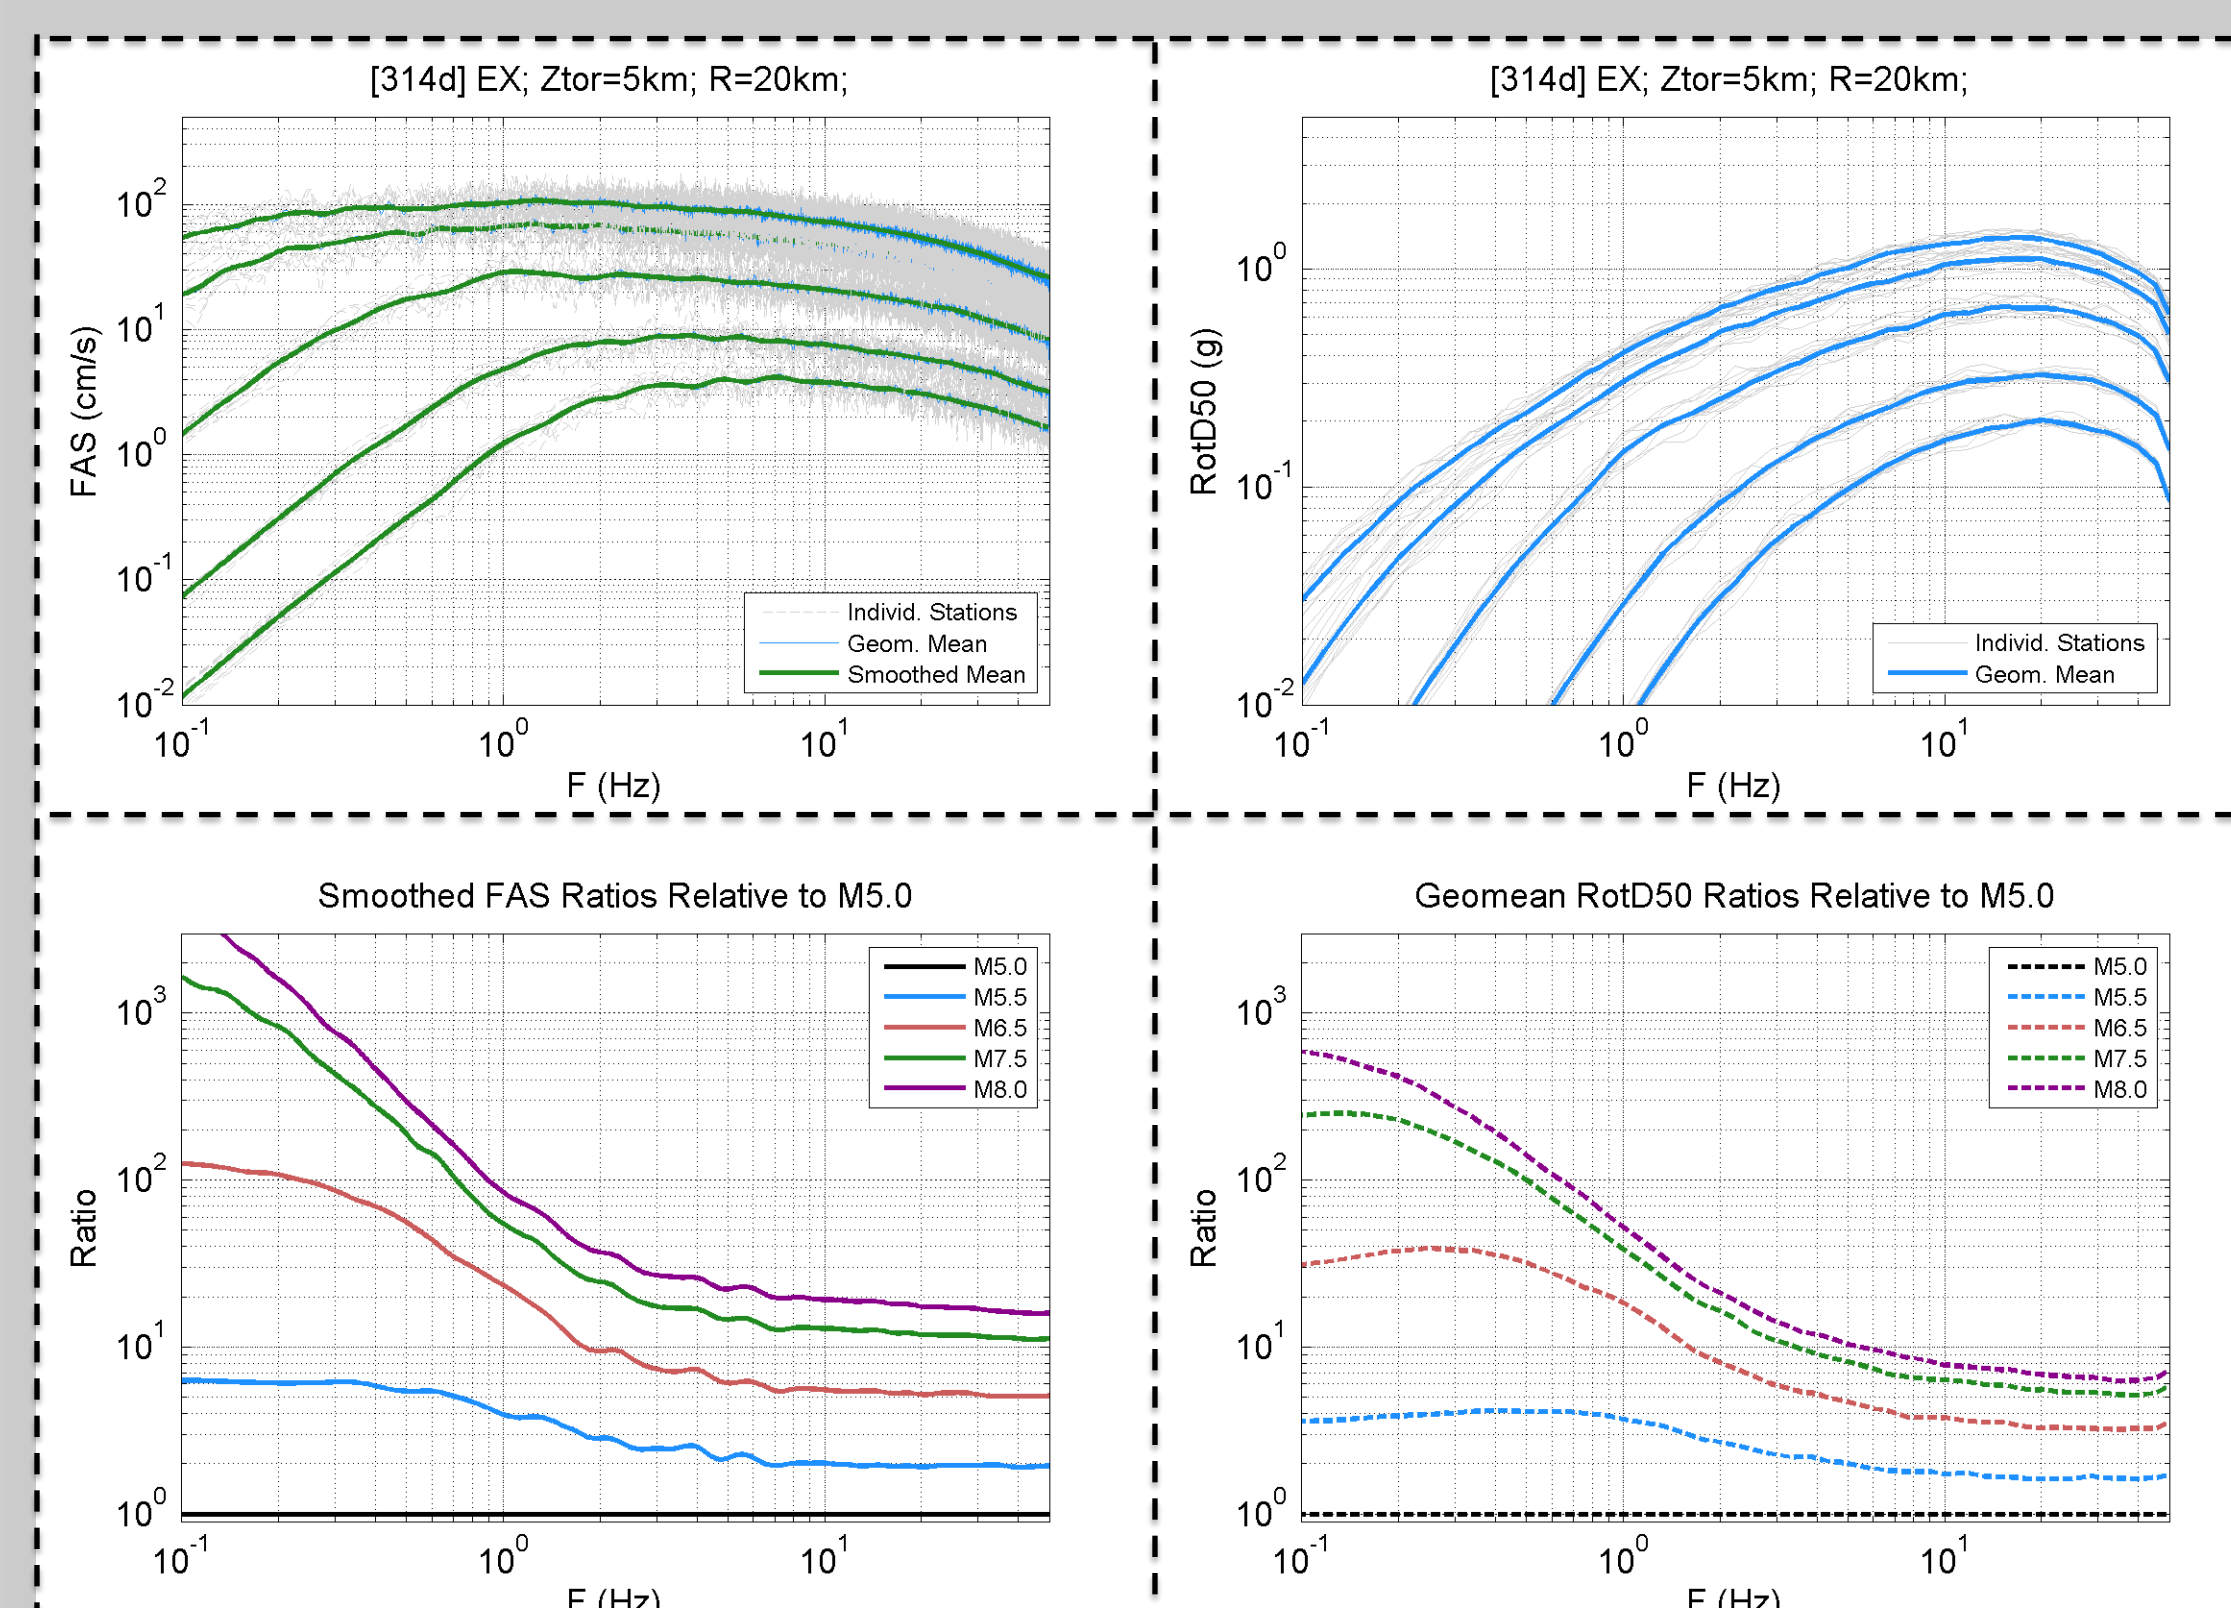 [314d] EX; Ztor=5km; R=20km;
FAS (cm/s)
10^2
10^1
10^0
10^-1
10^-2
Individ. Stations
Geom. Mean
Smoothed Mean
10^-1 10^0 10^1
F (Hz)
[314d] EX; Ztor=5km; R=20km;
RotD50 (g)
10^0
10^-1
10^-2
Individ. Stations
Geom. Mean
10^-1 10^0 10^1
F (Hz)
Smoothed FAS Ratios Relative to M5.0
Ratio
10^3
10^2
10^1
10^0
M5.0
M5.5
M6.5
M7.5
M8.0
10^-1 10^0 10^1
F (Hz)
Geomean RotD50 Ratios Relative to M5.0
Ratio
10^3
10^2
10^1
10^0
M5.0
M5.5
M6.5
M7.5
M8.0
10^-1 10^0 10^1
F (Hz)